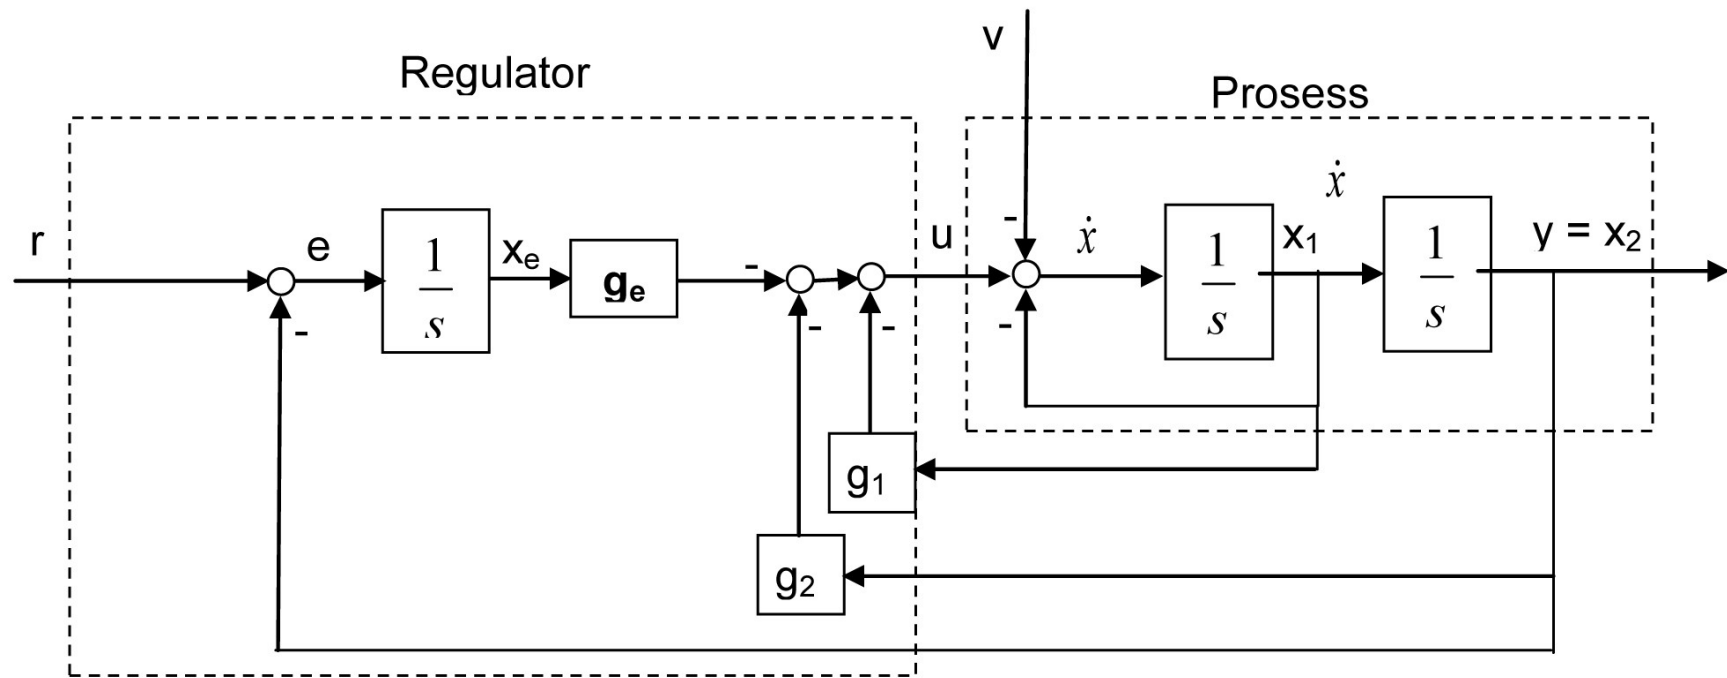 Regulator
Prosess
v
r
e
1
s
xₑ
gₑ
-
-
-
-
u
-
-
ẋ
1
s
x₁
ẋ
1
s
y = x₂
g₁
g₂